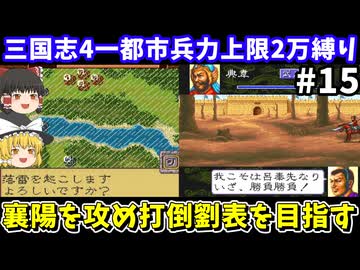 三国志4一都市兵力上限2万縛り
#15
典韋
武
落雷を起こします
よろしいですか?
我こそは呂奉先なり
いざ、勝負勝負!
襄陽を攻め打倒劉表を目指す